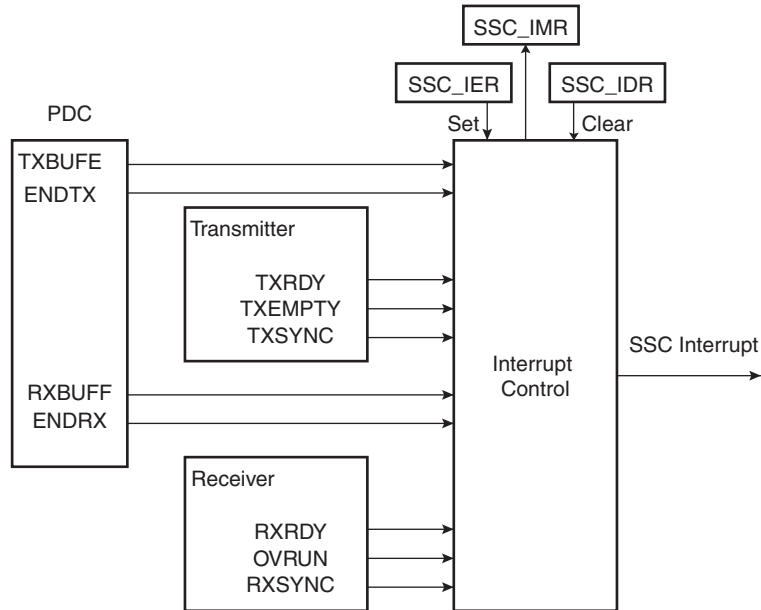 SSC_IMR
SSC_IER
SSC_IDR
PDC
Set
Clear
TXBUFE
ENDTX
Transmitter
TXRDY
TXEMPTY
TXSYNC
SSC Interrupt
Interrupt
Control
RXBUFF
ENDRX
Receiver
RXRDY
OVRUN
RXSYNC